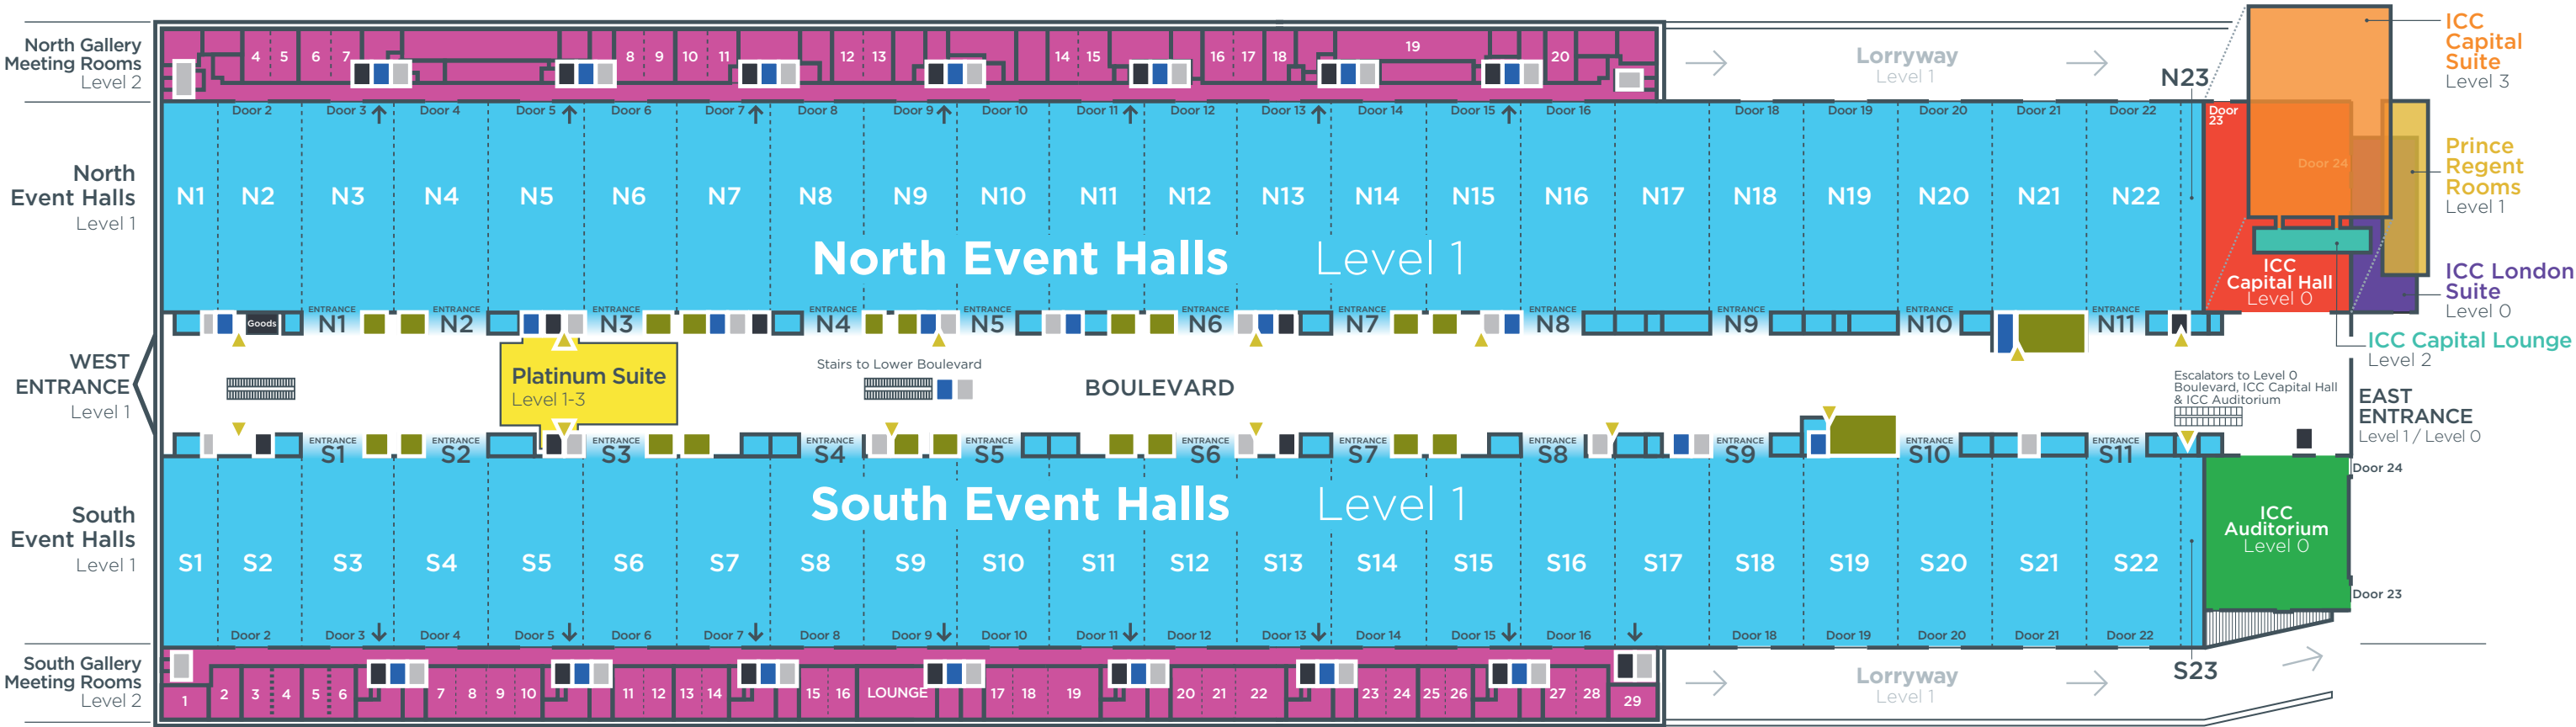 North Gallery
Meeting Rooms
Level 2
4 5 6 7 8 9 10 11 12 13 14 15 16 17 18 19 20
Lorryway
Level 1
N23
ICC
Capital
Suite
Level 3
Door 2 Door 3 Door 4 Door 5 Door 6 Door 7 Door 8 Door 9 Door 10 Door 11 Door 12 Door 13 Door 14 Door 15 Door 16 Door 18 Door 19 Door 20 Door 21 Door 22
Door
23
Door 24
Prince
Regent
Rooms
Level 1
North
Event Halls
Level 1
N1 N2 N3 N4 N5 N6 N7 N8 N9 N10 N11 N12 N13 N14 N15 N16 N17 N18 N19 N20 N21 N22
North Event Halls Level 1
ICC
Capital Hall
Level 0
ICC London
Suite
Level 0
Goods
ENTRANCE ENTRANCE ENTRANCE ENTRANCE ENTRANCE ENTRANCE ENTRANCE ENTRANCE ENTRANCE ENTRANCE ENTRANCE
N1 N2 N3 N4 N5 N6 N7 N8 N9 N10 N11
ICC Capital Lounge
Level 2
WEST
ENTRANCE
Level 1
Platinum Suite
Level 1-3
Stairs to Lower Boulevard
BOULEVARD
Escalators to Level 0
Boulevard, ICC Capital Hall
& ICC Auditorium
EAST
ENTRANCE
Level 1 / Level 0
ENTRANCE ENTRANCE ENTRANCE ENTRANCE ENTRANCE ENTRANCE ENTRANCE ENTRANCE ENTRANCE ENTRANCE ENTRANCE
S1 S2 S3 S4 S5 S6 S7 S8 S9 S10 S11
Door 24
South Event Halls Level 1
South
Event Halls
Level 1
S1 S2 S3 S4 S5 S6 S7 S8 S9 S10 S11 S12 S13 S14 S15 S16 S17 S18 S19 S20 S21 S22
ICC
Auditorium
Level 0
Door 23
Door 2 Door 3 Door 4 Door 5 Door 6 Door 7 Door 8 Door 9 Door 10 Door 11 Door 12 Door 13 Door 14 Door 15 Door 16 Door 18 Door 19 Door 20 Door 21 Door 22
South Gallery
Meeting Rooms
Level 2
1 2 3 4 5 6 7 8 9 10 11 12 13 14 15 16 LOUNGE 17 18 19 20 21 22 23 24 25 26 27 28 29
Lorryway
Level 1
S23